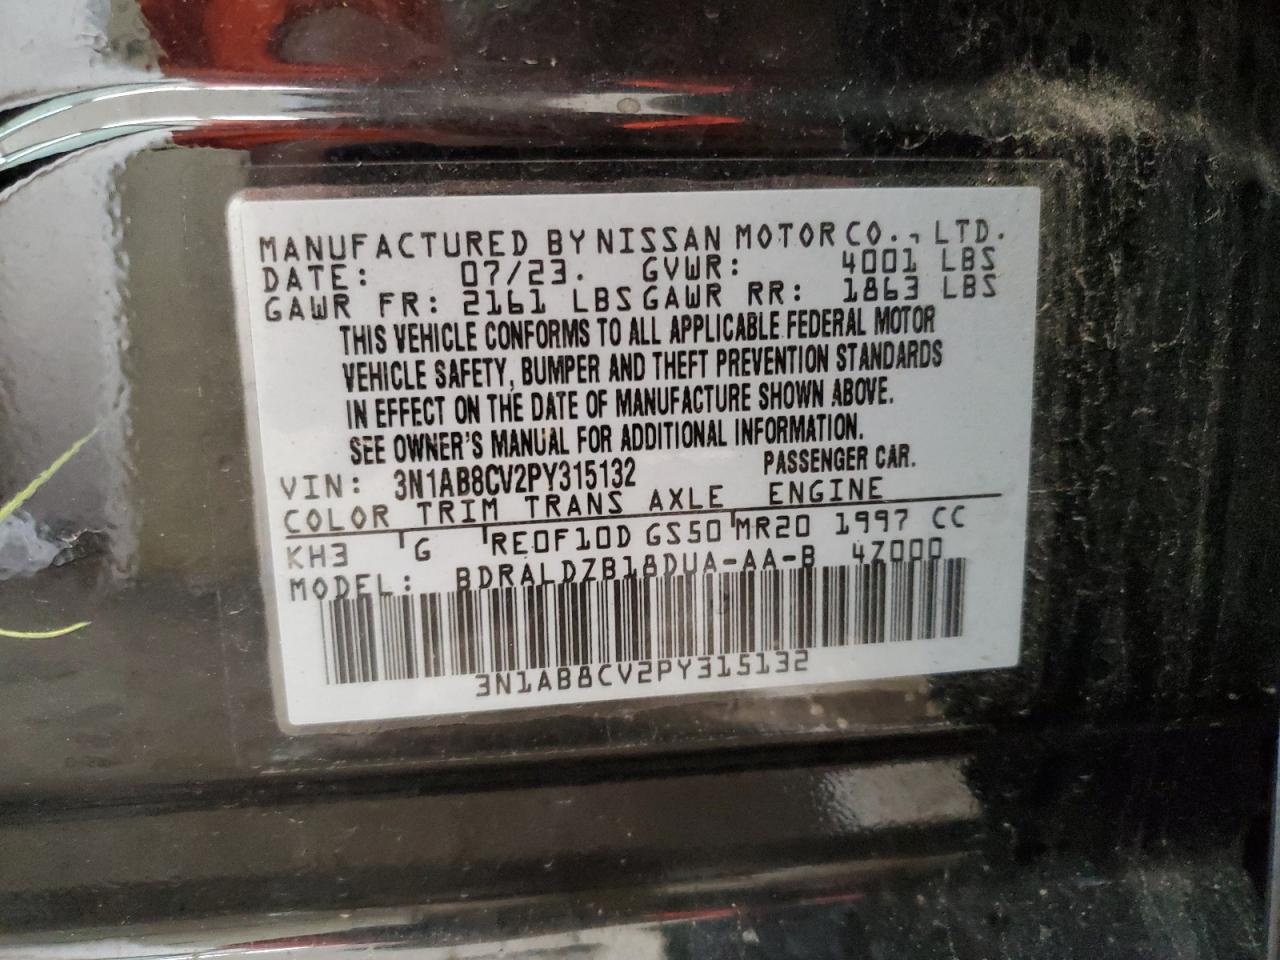 MANUFACTURED BY NISSAN MOTOR CO., LTD.
DATE: 07/23. GVWR: 4001 LBS
GAWR FR: 2161 LBS GAWR RR: 1863 LBS
THIS VEHICLE CONFORMS TO ALL APPLICABLE FEDERAL MOTOR
VEHICLE SAFETY, BUMPER AND THEFT PREVENTION STANDARDS
IN EFFECT ON THE DATE OF MANUFACTURE SHOWN ABOVE.
SEE OWNER'S MANUAL FOR ADDITIONAL INFORMATION.
VIN: 3N1AB8CV2PY315132 PASSENGER CAR.
COLOR TRIM TRANS AXLE ENGINE
KH3 G RE0F10D GS50 MR20 1997 CC
MODEL: BDRALDZB18DUA-AA-B 4Z000
3N1AB8CV2PY315132